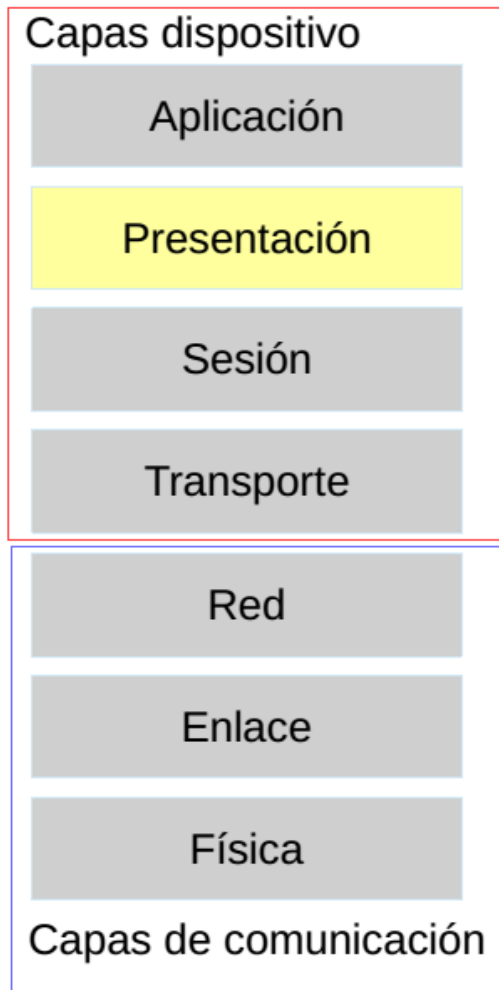 Capas dispositivo
Aplicación
Presentación
Sesión
Transporte
Red
Enlace
Física
Capas de comunicación